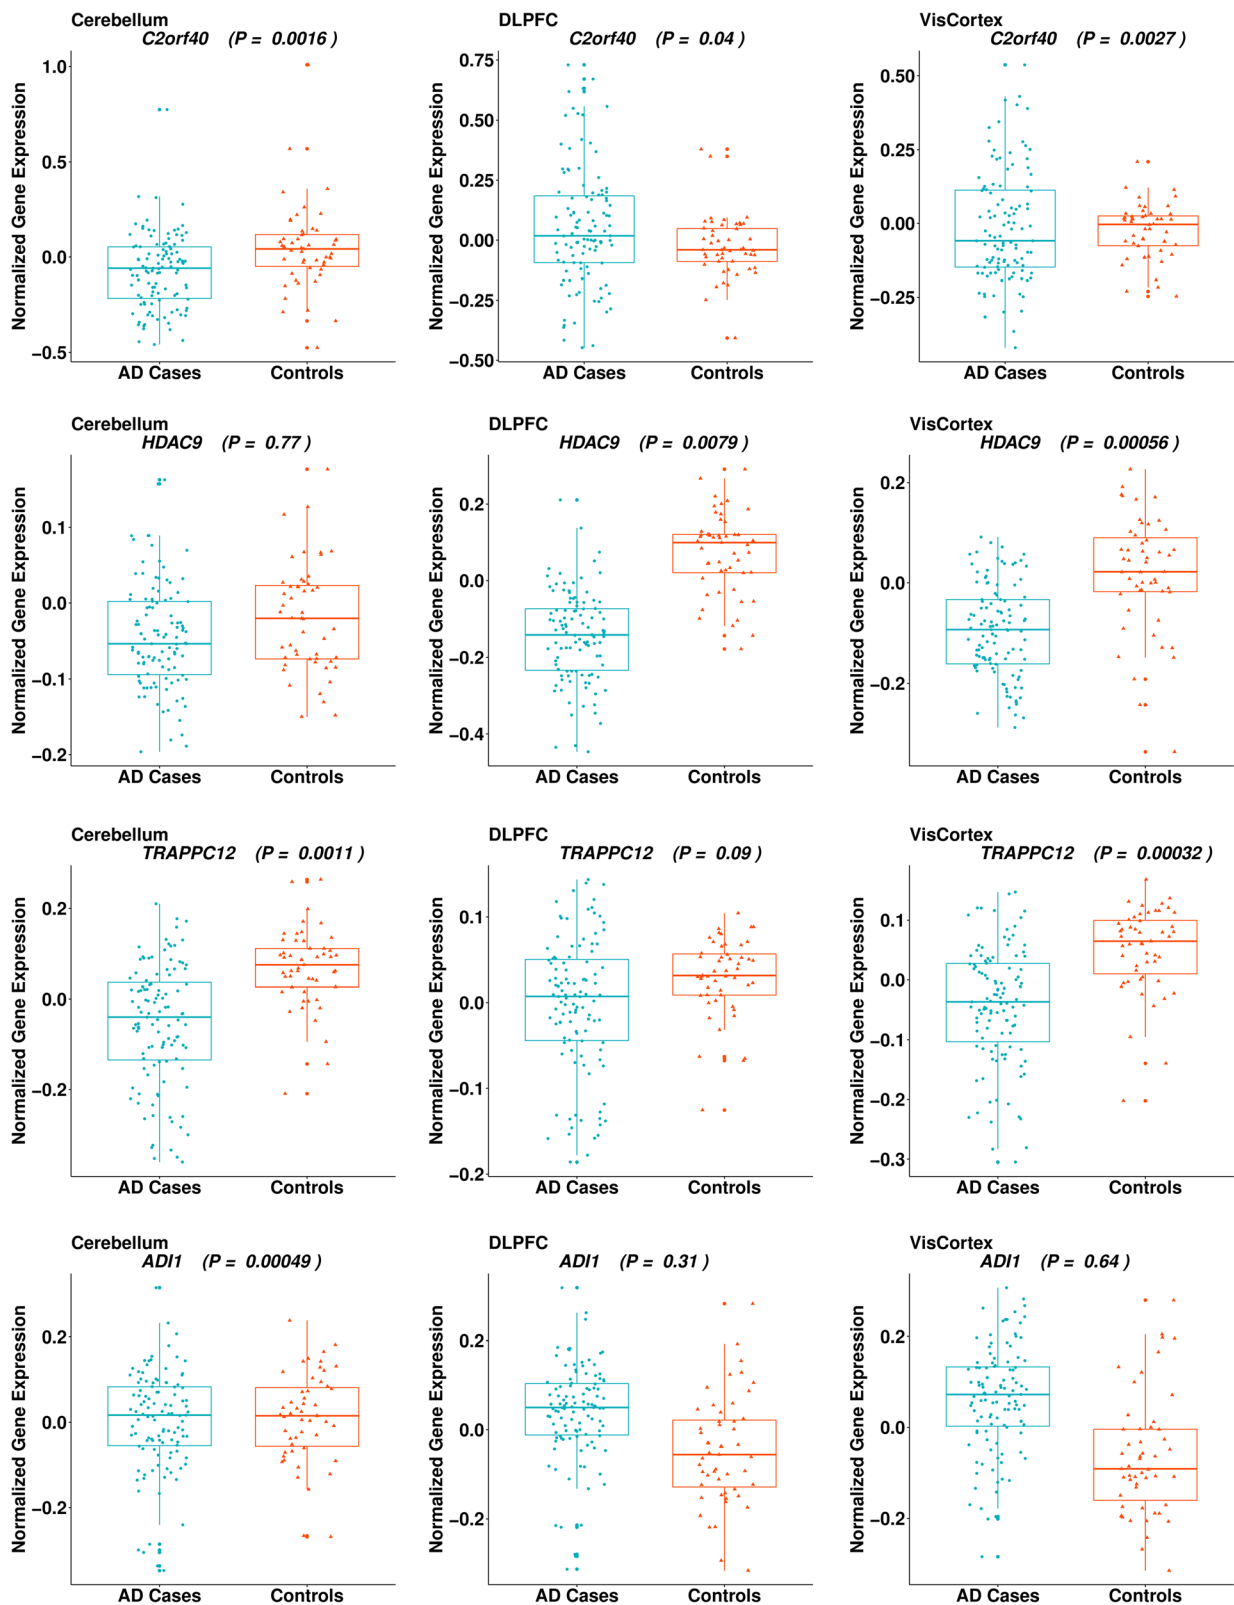 Cerebellum
C2orf40 (P = 0.0016 )
Normalized Gene Expression
1.0
0.5
0.0
−0.5
AD Cases Controls
DLPFC
C2orf40 (P = 0.04 )
Normalized Gene Expression
0.75
0.50
0.25
0.00
−0.25
−0.50
AD Cases Controls
VisCortex
C2orf40 (P = 0.0027 )
Normalized Gene Expression
0.50
0.25
0.00
−0.25
AD Cases Controls
Cerebellum
HDAC9 (P = 0.77 )
Normalized Gene Expression
0.1
0.0
−0.1
−0.2
AD Cases Controls
DLPFC
HDAC9 (P = 0.0079 )
Normalized Gene Expression
0.2
0.0
−0.2
−0.4
AD Cases Controls
VisCortex
HDAC9 (P = 0.00056 )
Normalized Gene Expression
0.2
0.0
−0.2
AD Cases Controls
Cerebellum
TRAPPC12 (P = 0.0011 )
Normalized Gene Expression
0.2
0.0
−0.2
AD Cases Controls
DLPFC
TRAPPC12 (P = 0.09 )
Normalized Gene Expression
0.1
0.0
−0.1
−0.2
AD Cases Controls
VisCortex
TRAPPC12 (P = 0.00032 )
Normalized Gene Expression
0.1
0.0
−0.1
−0.2
−0.3
AD Cases Controls
Cerebellum
ADI1 (P = 0.00049 )
Normalized Gene Expression
0.2
0.0
−0.2
AD Cases Controls
DLPFC
ADI1 (P = 0.31 )
Normalized Gene Expression
0.2
0.0
−0.2
AD Cases Controls
VisCortex
ADI1 (P = 0.64 )
Normalized Gene Expression
0.2
0.0
−0.2
AD Cases Controls